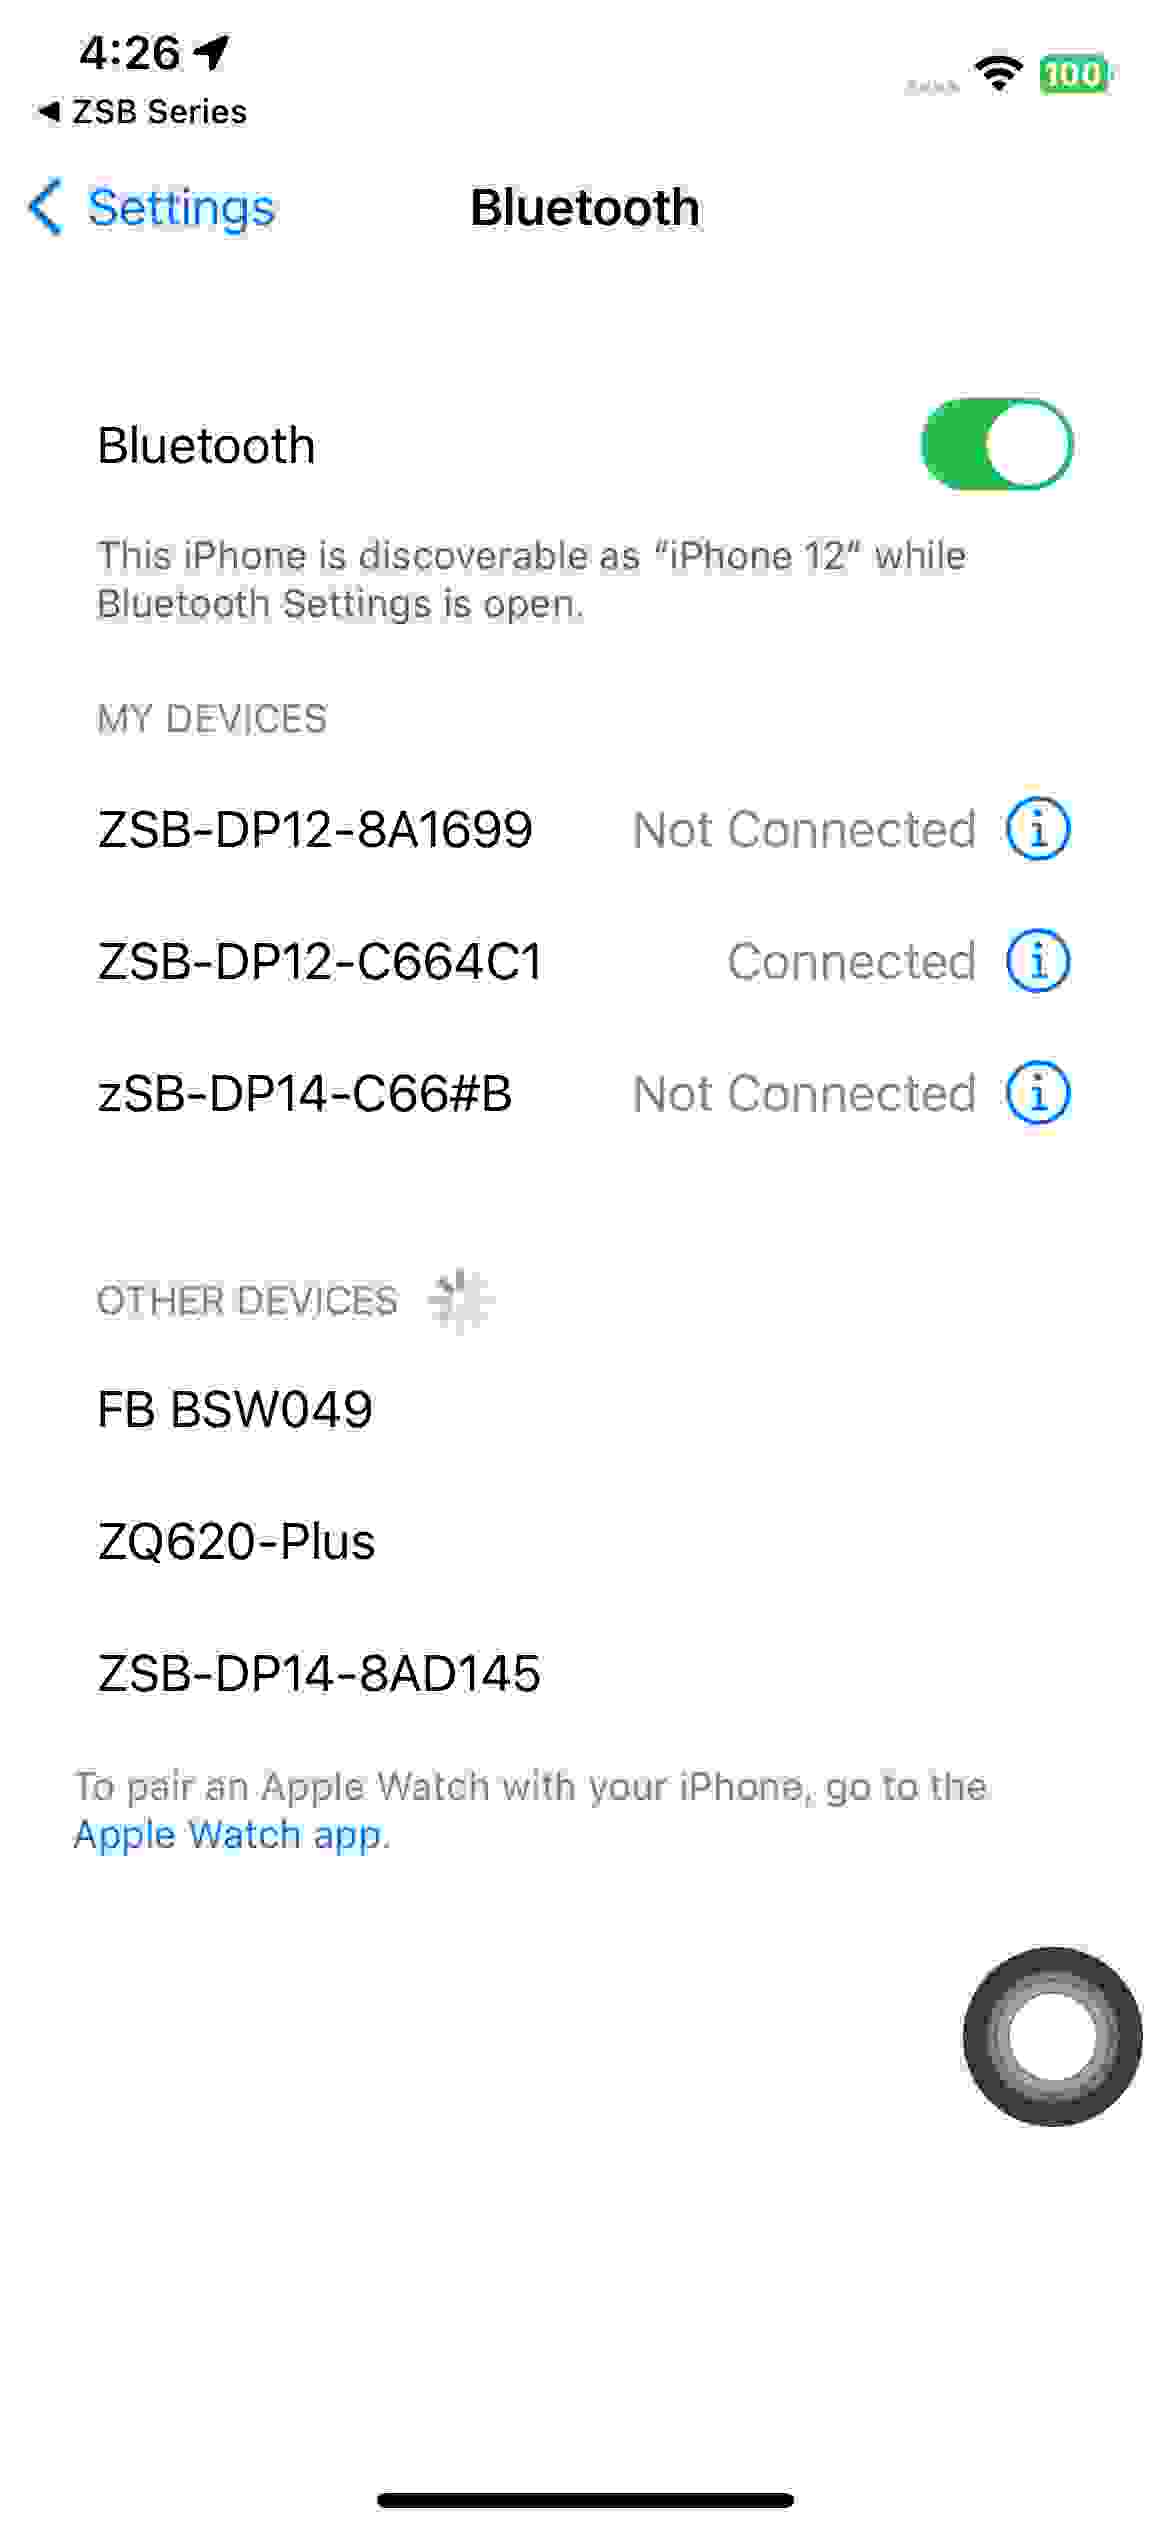 4:26
100
ZSB Series
Settings
Bluetooth
Bluetooth
This iPhone is discoverable as “iPhone 12” while
Bluetooth Settings is open.
MY DEVICES
ZSB-DP12-8A1699 Not Connected
ZSB-DP12-C664C1 Connected
zSB-DP14-C66#B Not Connected
OTHER DEVICES
FB BSW049
ZQ620-Plus
ZSB-DP14-8AD145
To pair an Apple Watch with your iPhone, go to the
Apple Watch app.